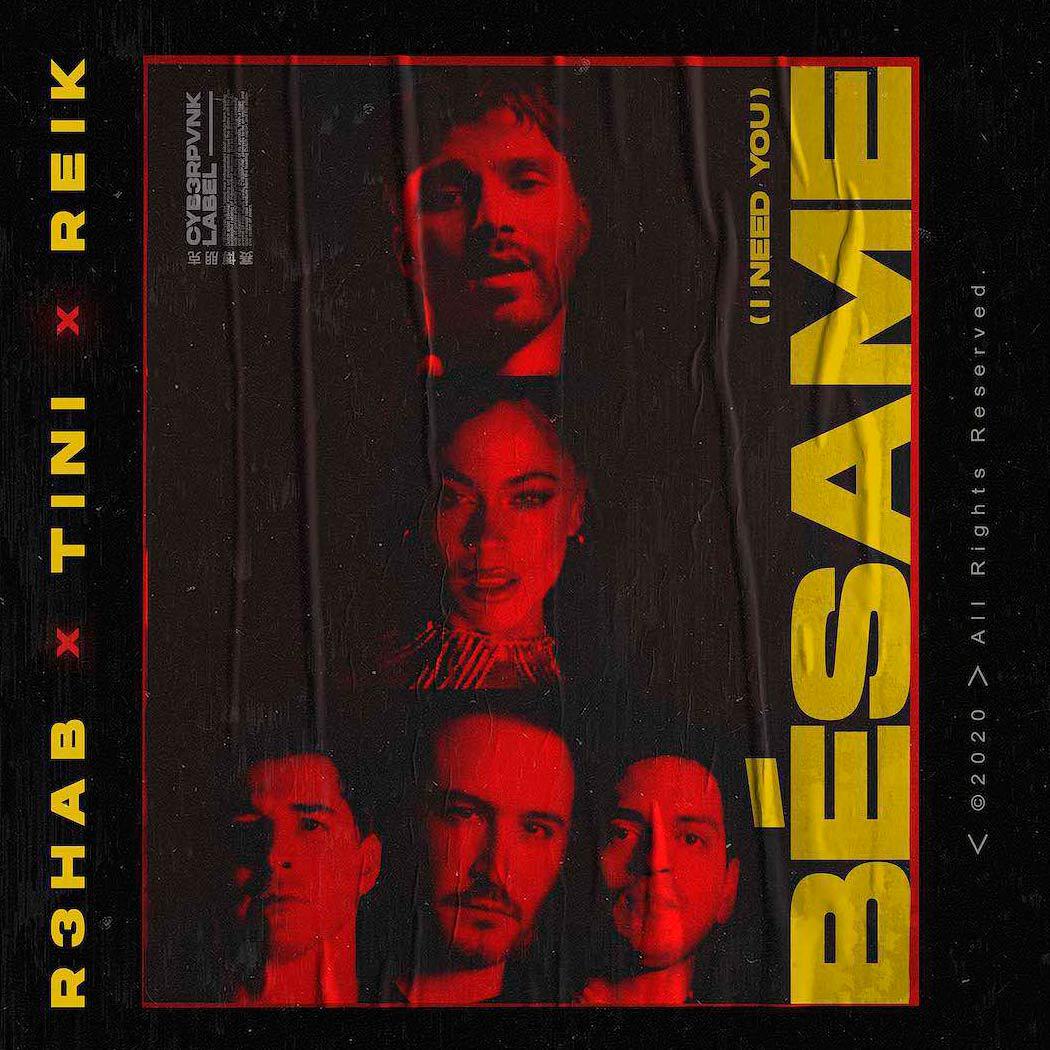 R3HAB x TINI x REIK
CYB3RPVNK
LABEL
(I NEED YOU)
BÉSAME
< ©2020 > All Rights Reserved.